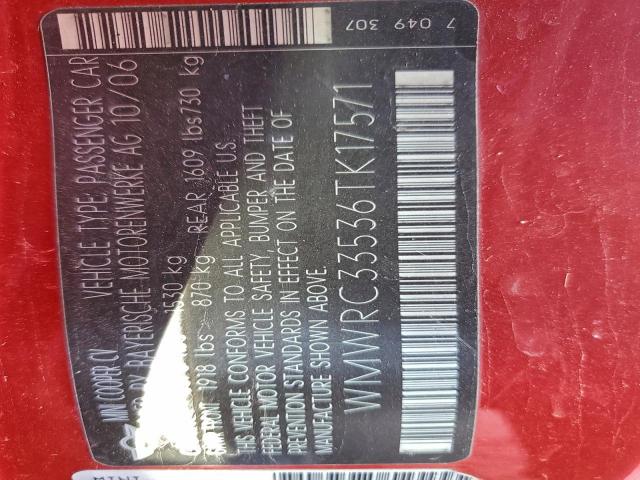 MINI COOPER CV VEHICLE TYPE: PASSENGER CAR
BY BAYERISCHE MOTORENWERKE AG 10/06
1530 kg
FRONT 1918 lbs 870 kg REAR 1609 lbs 730 kg
THIS VEHICLE CONFORMS TO ALL APPLICABLE U.S.
FEDERAL MOTOR VEHICLE SAFETY, BUMPER AND THEFT
PREVENTION STANDARDS IN EFFECT ON THE DATE OF
MANUFACTURE SHOWN ABOVE.
WMWRC33536TK17571
7 049 307